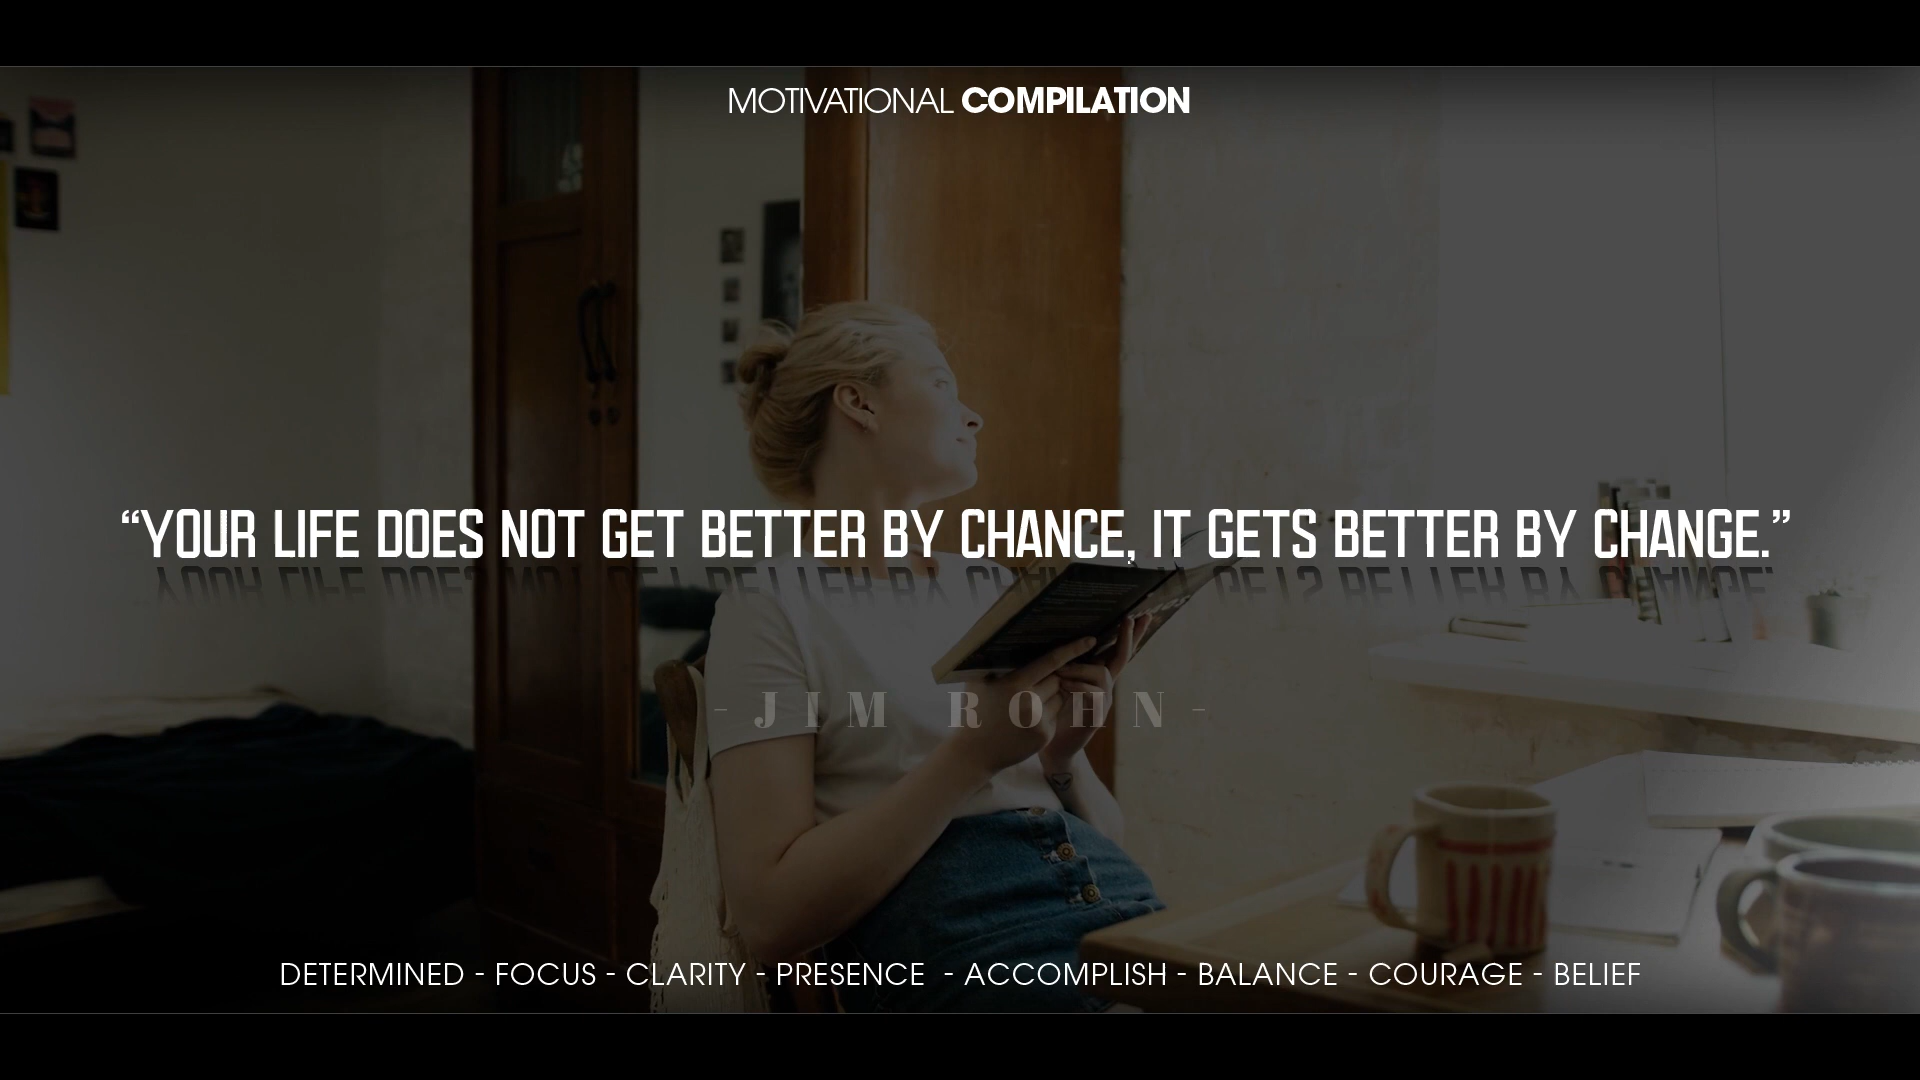 MOTIVATIONAL COMPILATION
“YOUR LIFE DOES NOT GET BETTER BY CHANCE, IT GETS BETTER BY CHANGE.”
- JIM ROHN -
DETERMINED - FOCUS - CLARITY - PRESENCE - ACCOMPLISH - BALANCE - COURAGE - BELIEF